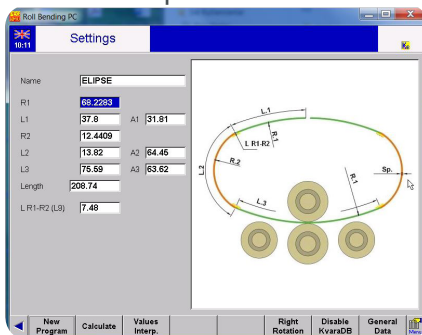 Roll Bending PC
10:11 Settings
Name ELIPSE
R1 68.2283
L1 37.8 A1 31.81
R2 12.4409
L2 13.82 A2 64.45
L3 75.59 A3 63.62
Length 208.74
L R1-R2 (L9) 7.48
L.1
R.1
L R1-R2
L.2
R.2
R.1
Sp.
L.3
New Program
Calculate
Values Interp.
Right Rotation
Disable KvaraDB
General Data
Menu